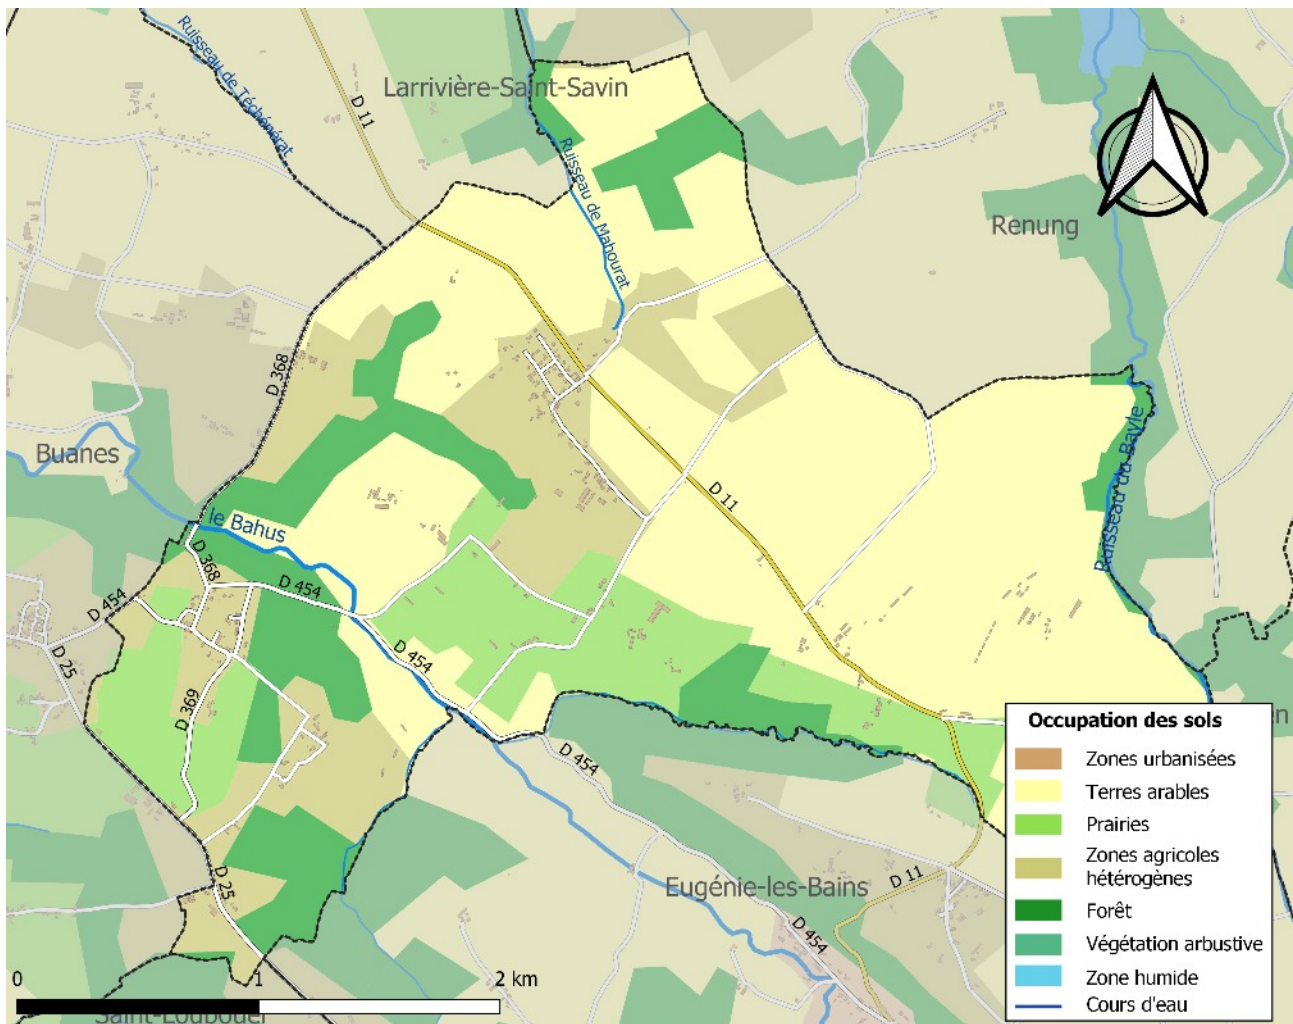 Ruisseau de Téchénérat
D 11
Larrivière-Saint-Savin
Ruisseau de Mahourat
Renung
D 368
Buanes
le Bahus
D 11
Ruisseau du Bayle
D 368
D 454
D 454
D 25
D 454
D 369
D 454
D 25
Eugénie-les-Bains
D 11
D 454
Occupation des sols
Zones urbanisées
Terres arables
Prairies
Zones agricoles
hétérogènes
Forêt
Végétation arbustive
Zone humide
Cours d'eau
en
0
1
2 km